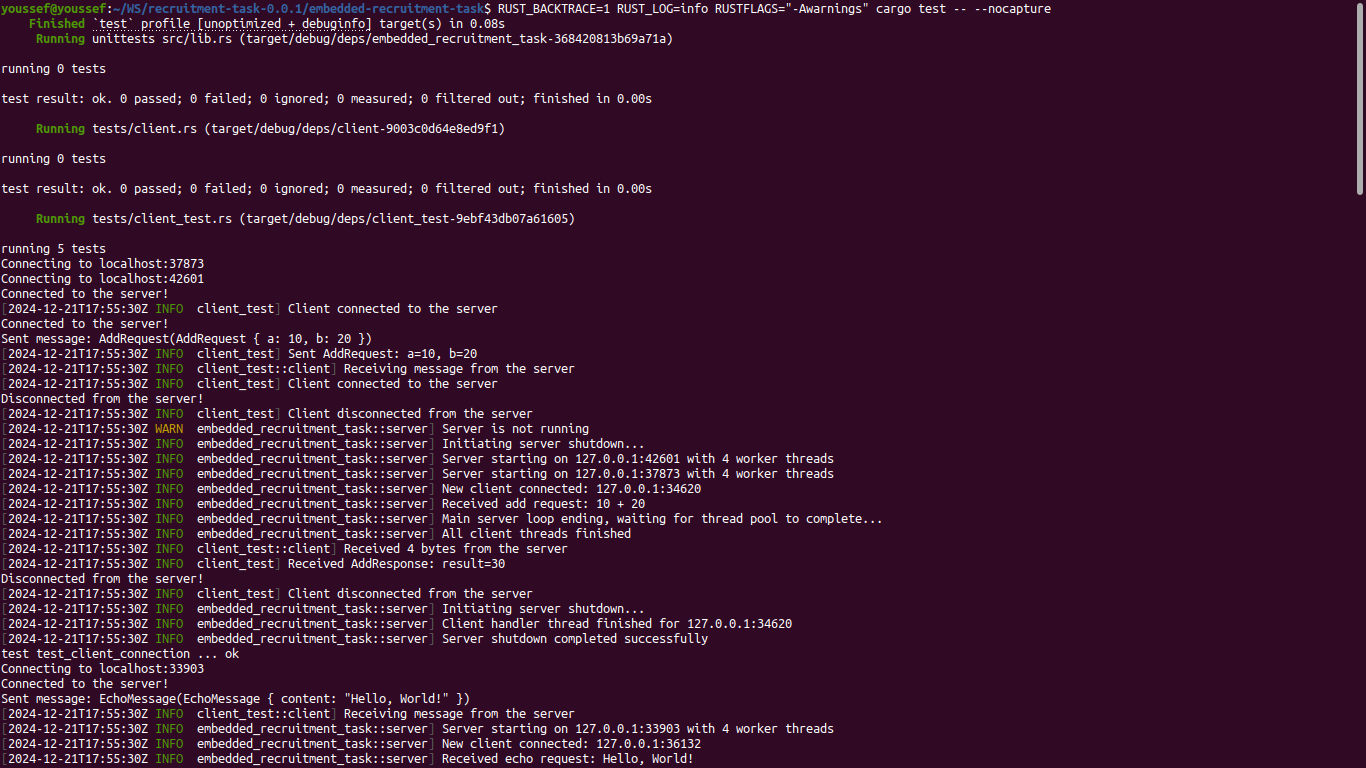 youssef@youssef:~/WS/recruitment-task-0.0.1/embedded-recruitment-task$ RUST_BACKTRACE=1 RUST_LOG=info RUSTFLAGS="-Awarnings" cargo test -- --nocapture
    Finished `test` profile [unoptimized + debuginfo] target(s) in 0.08s
     Running unittests src/lib.rs (target/debug/deps/embedded_recruitment_task-368420813b69a71a)
running 0 tests
test result: ok. 0 passed; 0 failed; 0 ignored; 0 measured; 0 filtered out; finished in 0.00s
     Running tests/client.rs (target/debug/deps/client-9003c0d64e8ed9f1)
running 0 tests
test result: ok. 0 passed; 0 failed; 0 ignored; 0 measured; 0 filtered out; finished in 0.00s
     Running tests/client_test.rs (target/debug/deps/client_test-9ebf43db07a61605)
running 5 tests
Connecting to localhost:37873
Connecting to localhost:42601
Connected to the server!
[2024-12-21T17:55:30Z INFO  client_test] Client connected to the server
Connected to the server!
Sent message: AddRequest(AddRequest { a: 10, b: 20 })
[2024-12-21T17:55:30Z INFO  client_test] Sent AddRequest: a=10, b=20
[2024-12-21T17:55:30Z INFO  client_test::client] Receiving message from the server
[2024-12-21T17:55:30Z INFO  client_test] Client connected to the server
Disconnected from the server!
[2024-12-21T17:55:30Z INFO  client_test] Client disconnected from the server
[2024-12-21T17:55:30Z WARN  embedded_recruitment_task::server] Server is not running
[2024-12-21T17:55:30Z INFO  embedded_recruitment_task::server] Initiating server shutdown...
[2024-12-21T17:55:30Z INFO  embedded_recruitment_task::server] Server starting on 127.0.0.1:42601 with 4 worker threads
[2024-12-21T17:55:30Z INFO  embedded_recruitment_task::server] Server starting on 127.0.0.1:37873 with 4 worker threads
[2024-12-21T17:55:30Z INFO  embedded_recruitment_task::server] New client connected: 127.0.0.1:34620
[2024-12-21T17:55:30Z INFO  embedded_recruitment_task::server] Received add request: 10 + 20
[2024-12-21T17:55:30Z INFO  embedded_recruitment_task::server] Main server loop ending, waiting for thread pool to complete...
[2024-12-21T17:55:30Z INFO  embedded_recruitment_task::server] All client threads finished
[2024-12-21T17:55:30Z INFO  client_test::client] Received 4 bytes from the server
[2024-12-21T17:55:30Z INFO  client_test] Received AddResponse: result=30
Disconnected from the server!
[2024-12-21T17:55:30Z INFO  client_test] Client disconnected from the server
[2024-12-21T17:55:30Z INFO  embedded_recruitment_task::server] Initiating server shutdown...
[2024-12-21T17:55:30Z INFO  embedded_recruitment_task::server] Client handler thread finished for 127.0.0.1:34620
[2024-12-21T17:55:30Z INFO  embedded_recruitment_task::server] Server shutdown completed successfully
test test_client_connection ... ok
Connecting to localhost:33903
Connected to the server!
Sent message: EchoMessage(EchoMessage { content: "Hello, World!" })
[2024-12-21T17:55:30Z INFO  client_test::client] Receiving message from the server
[2024-12-21T17:55:30Z INFO  embedded_recruitment_task::server] Server starting on 127.0.0.1:33903 with 4 worker threads
[2024-12-21T17:55:30Z INFO  embedded_recruitment_task::server] New client connected: 127.0.0.1:36132
[2024-12-21T17:55:30Z INFO  embedded_recruitment_task::server] Received echo request: Hello, World!